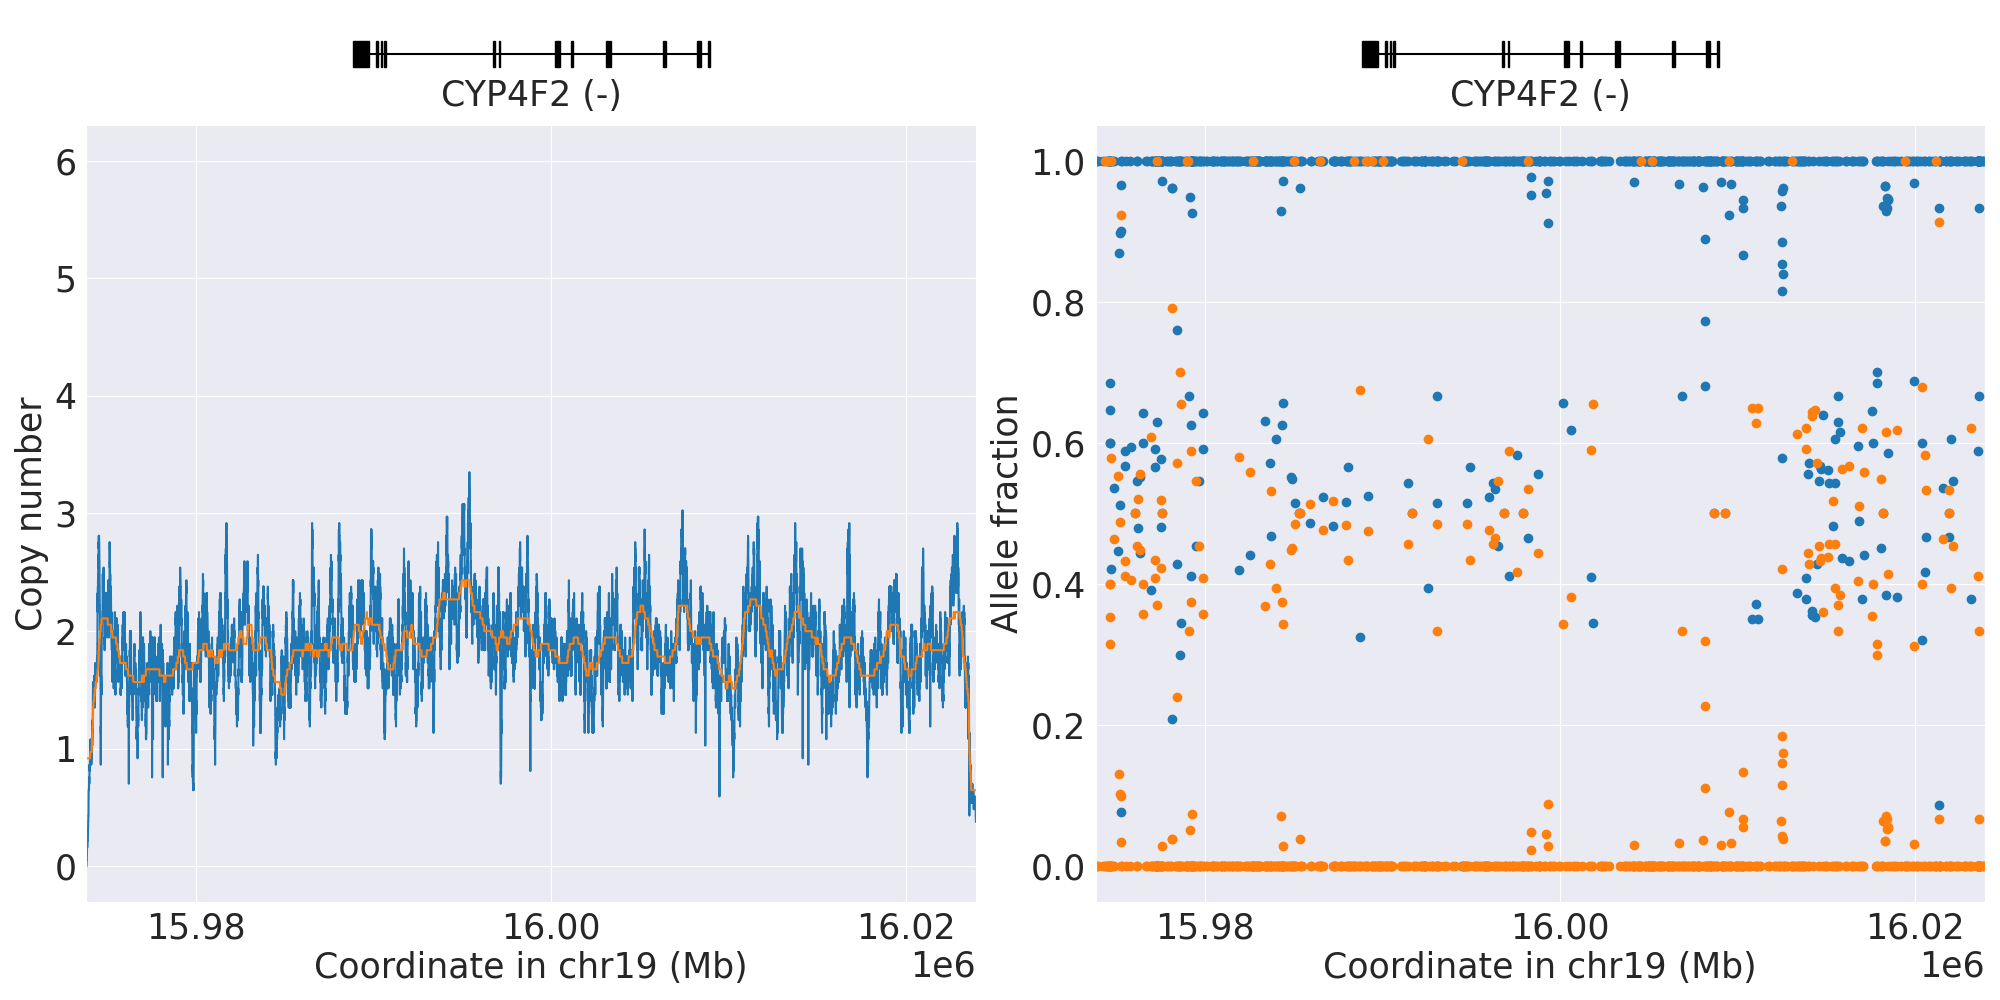 CYP4F2 (-)
6
5
4
3
2
1
0
Copy number
15.98
16.00
16.02
Coordinate in chr19 (Mb)
1e6
CYP4F2 (-)
1.0
0.8
0.6
0.4
0.2
0.0
Allele fraction
15.98
16.00
16.02
Coordinate in chr19 (Mb)
1e6